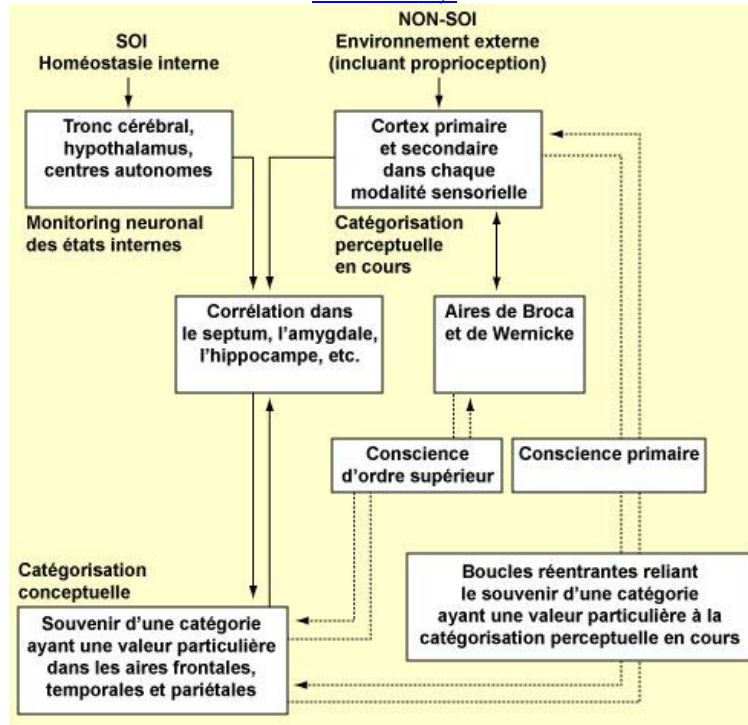 SOI
Homéostasie interne
NON-SOI
Environnement externe
(incluant proprioception)
Tronc cérébral,
hypothalamus,
centres autonomes
Cortex primaire
et secondaire
dans chaque
modalité sensorielle
Monitoring neuronal
des états internes
Catégorisation
perceptuelle
en cours
Corrélation dans
le septum, l'amygdale,
l'hippocampe, etc.
Aires de Broca
et de Wernicke
Conscience
d'ordre supérieur
Conscience primaire
Catégorisation
conceptuelle
Souvenir d'une catégorie
ayant une valeur particulière
dans les aires frontales,
temporales et pariétales
Boucles réentrantes reliant
le souvenir d'une catégorie
ayant une valeur particulière à la
catégorisation perceptuelle en cours